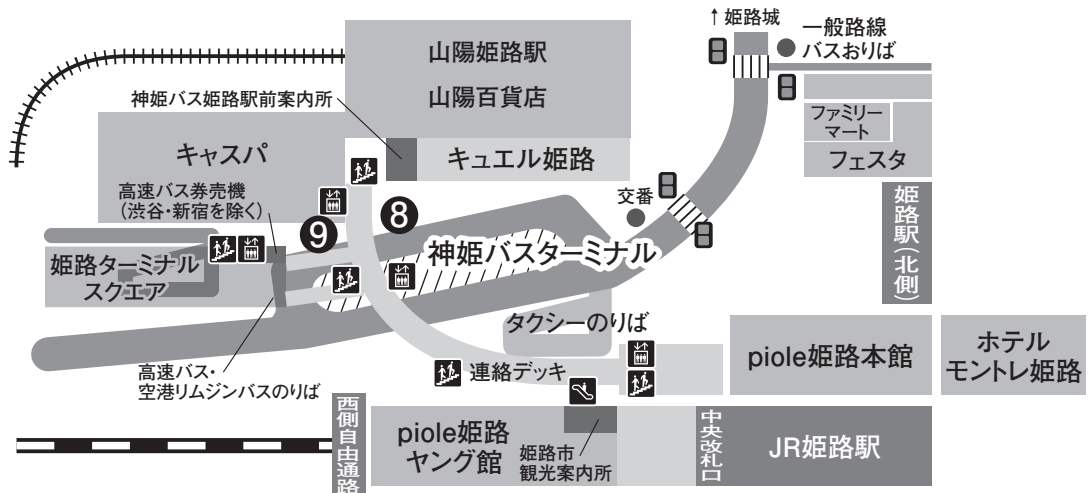 ↑姫路城
一般路線
バスおりば
山陽姫路駅
山陽百貨店
神姫バス姫路駅前案内所
キャスパ
キュエル姫路
ファミリー
マート
フェスタ
高速バス券売機
(渋谷・新宿を除く)
交番
8
9
神姫バスターミナル
姫路駅(北側)
姫路ターミナル
スクエア
タクシーのりば
piole姫路本館
ホテル
モントレ姫路
高速バス・
空港リムジンバスのりば
連絡デッキ
西側自由通路
piole姫路
ヤング館
姫路市
観光案内所
中央改札口
JR姫路駅